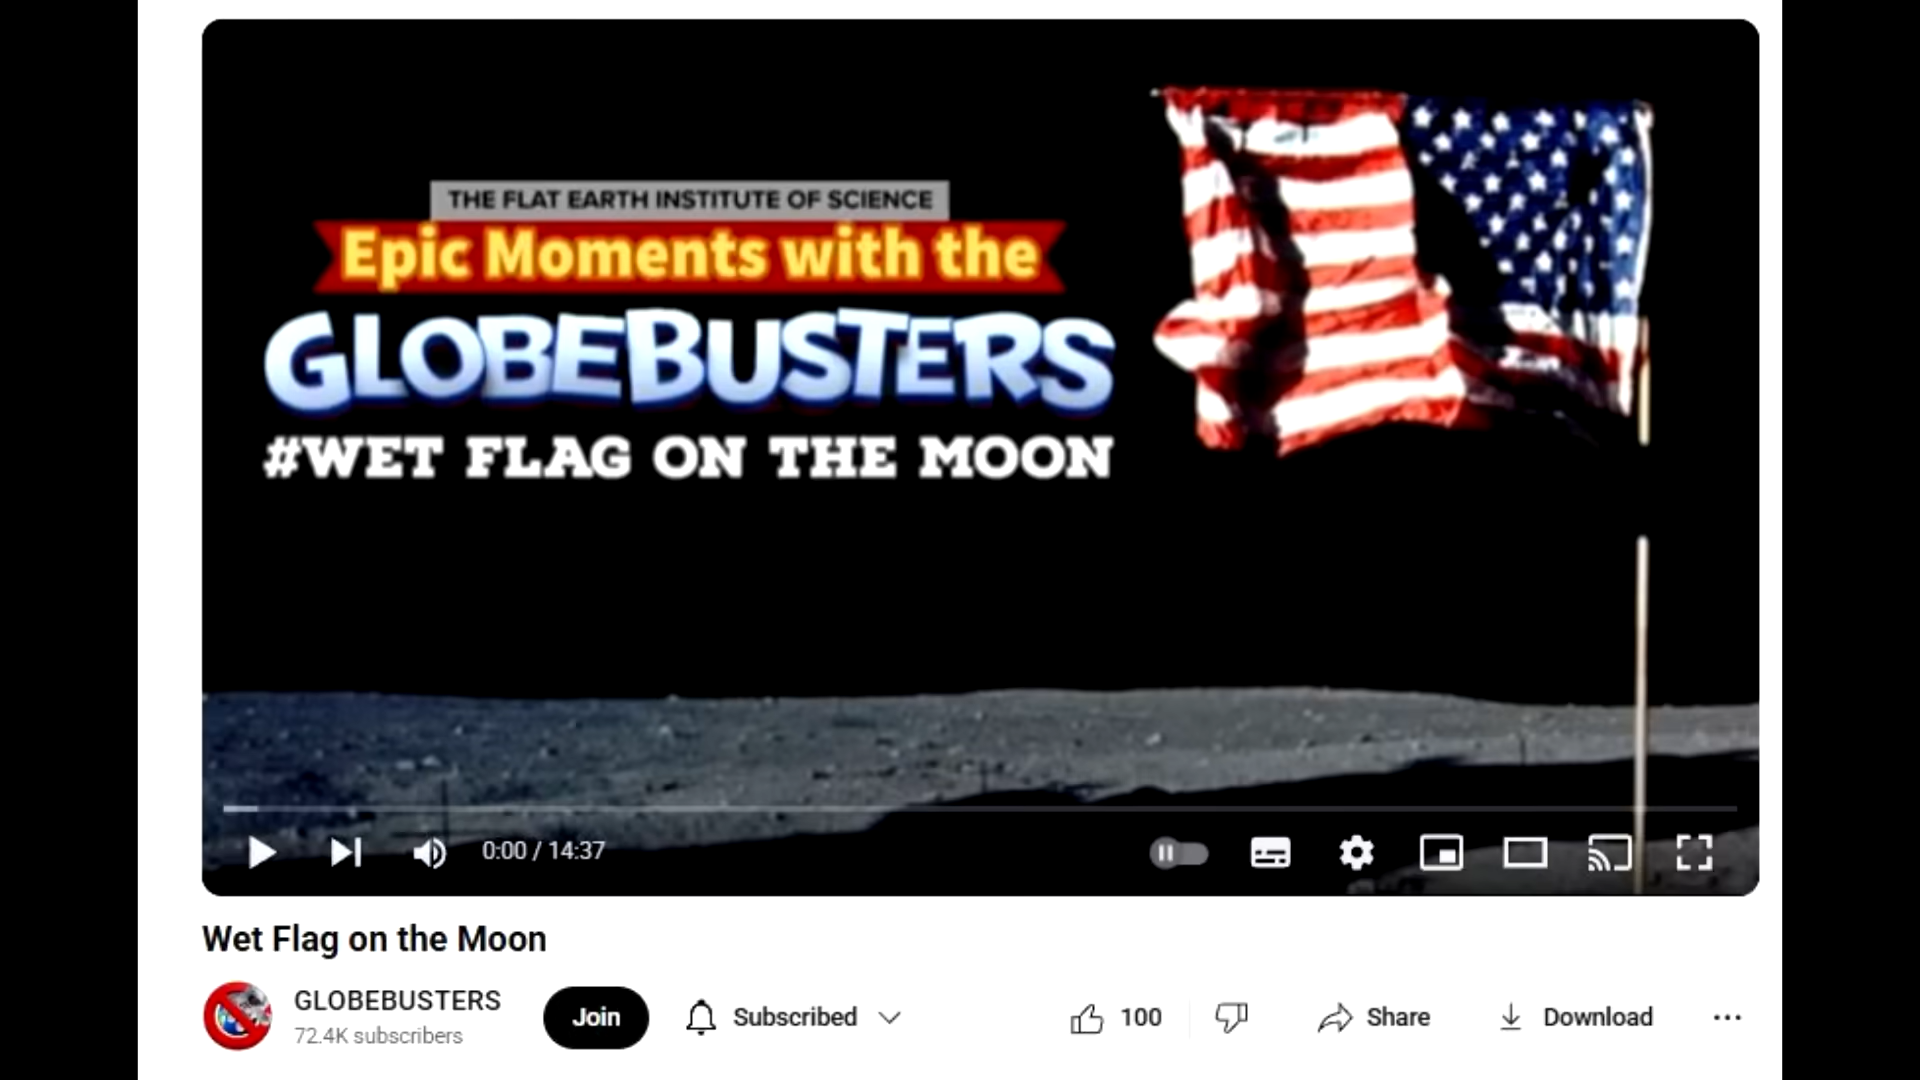 THE FLAT EARTH INSTITUTE OF SCIENCE
Epic Moments with the
GLOBEBUSTERS
#WET FLAG ON THE MOON
0:00 / 14:37
Wet Flag on the Moon
GLOBEBUSTERS
72.4K subscribers
Join
Subscribed
100
Share
Download